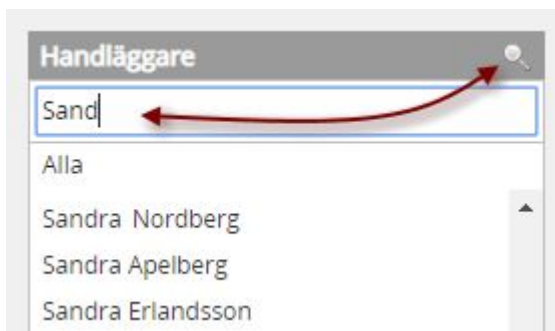 Handläggare
Sand
Alla
Sandra Nordberg
Sandra Apelberg
Sandra Erlandsson